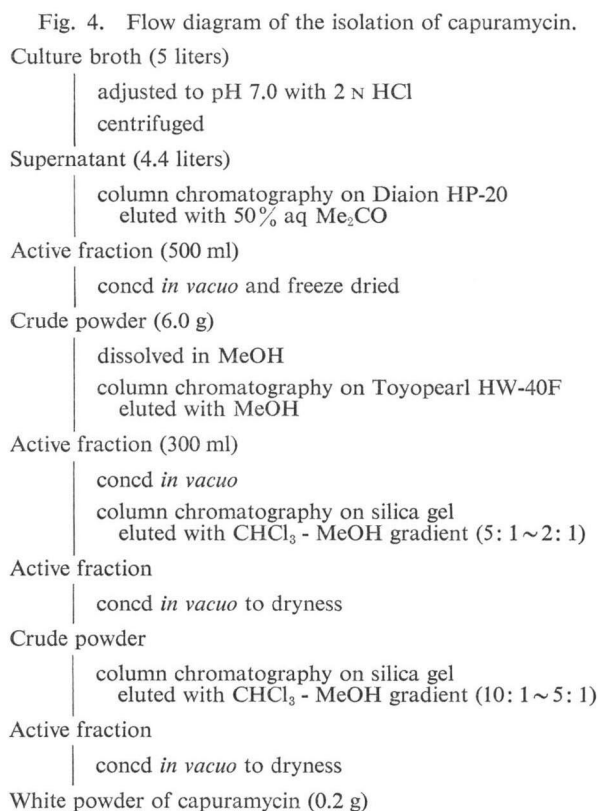 Fig. 4. Flow diagram of the isolation of capuramycin.
Culture broth (5 liters)
adjusted to pH 7.0 with 2 N HCl
centrifuged
Supernatant (4.4 liters)
column chromatography on Diaion HP-20
eluted with 50% aq Me₂CO
Active fraction (500 ml)
concd in vacuo and freeze dried
Crude powder (6.0 g)
dissolved in MeOH
column chromatography on Toyopearl HW-40F
eluted with MeOH
Active fraction (300 ml)
concd in vacuo
column chromatography on silica gel
eluted with CHCl₃ - MeOH gradient (5: 1~2: 1)
Active fraction
concd in vacuo to dryness
Crude powder
column chromatography on silica gel
eluted with CHCl₃ - MeOH gradient (10: 1~5: 1)
Active fraction
concd in vacuo to dryness
White powder of capuramycin (0.2 g)